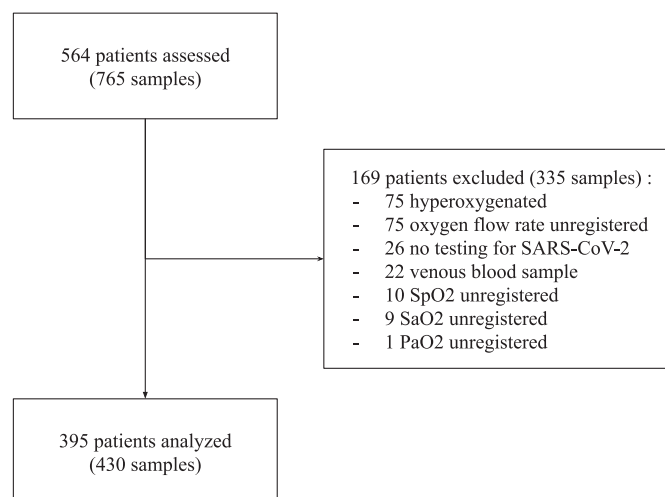 564 patients assessed
(765 samples)
169 patients excluded (335 samples) :
- 75 hyperoxygenated
- 75 oxygen flow rate unregistered
- 26 no testing for SARS-CoV-2
- 22 venous blood sample
- 10 SpO2 unregistered
- 9 SaO2 unregistered
- 1 PaO2 unregistered
395 patients analyzed
(430 samples)